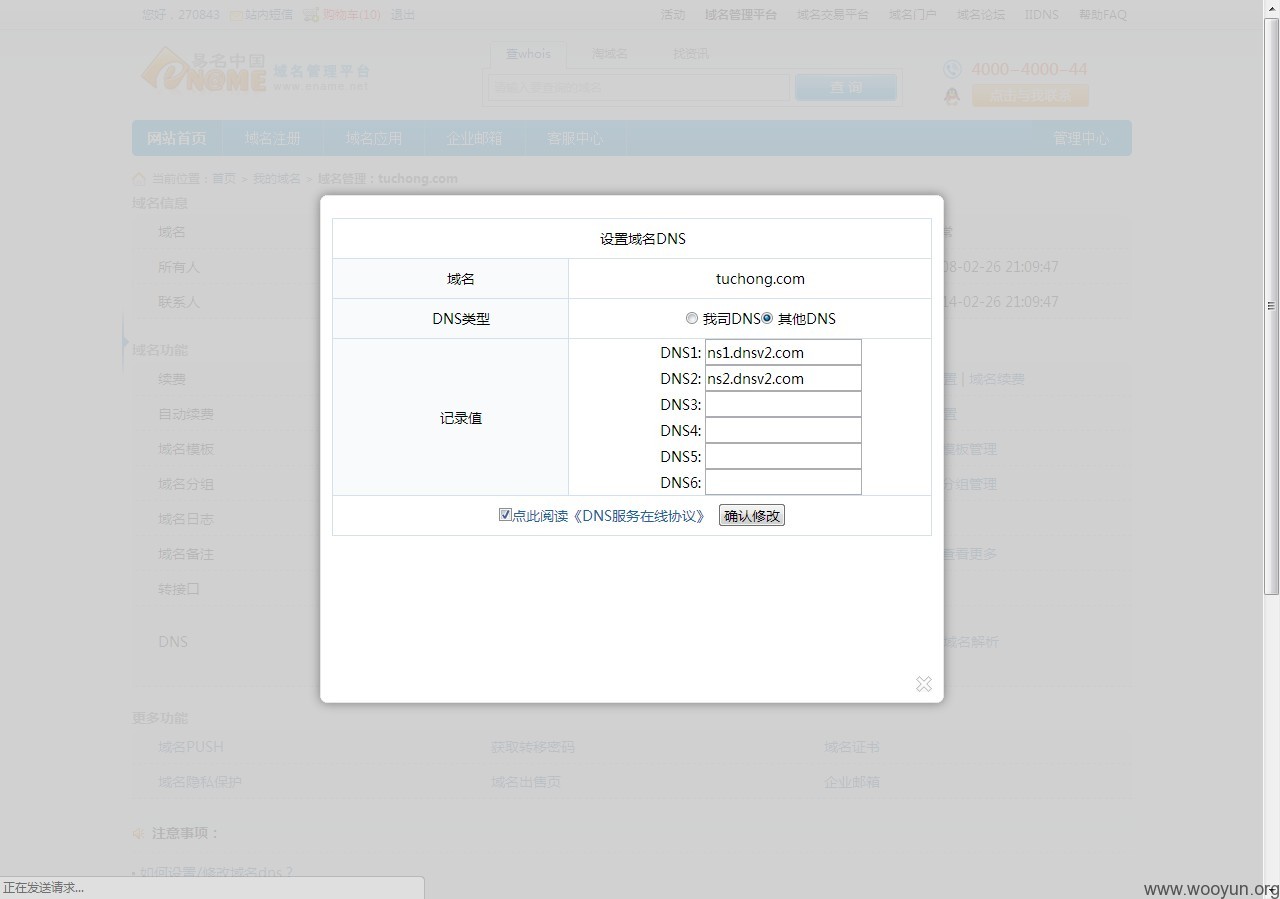 您好，270843 站内短信 购物车(10) 退出 活动 域名管理平台 域名交易平台 域名门户 域名论坛 IIDNS 帮助FAQ
查whois 淘域名 找资讯
易名中国 ENAME 域名管理平台 www.ename.net
查 询
4000-4000-44
网站首页 域名注册 域名应用 企业邮箱 客服中心 管理中心
当前位置：首页 > 我的域名 > 域名管理：tuchong.com
域名信息
域名
所有人 08-02-26 21:09:47
联系人 14-02-26 21:09:47
域名功能
续费 置 | 域名续费
自动续费 置
域名模板 模板管理
域名分组 分组管理
域名日志
域名备注 查看更多
转接口
DNS 域名解析
设置域名DNS
域名 tuchong.com
DNS类型 我司DNS 其他DNS
记录值
DNS1: ns1.dnsv2.com
DNS2: ns2.dnsv2.com
DNS3:
DNS4:
DNS5:
DNS6:
点此阅读《DNS服务在线协议》 确认修改
更多功能
域名PUSH 获取转移密码 域名证书
域名隐私保护 域名出售页 企业邮箱
注意事项：
• 如何设置/修改域名dns？
正在发送请求...
www.wooyun.org